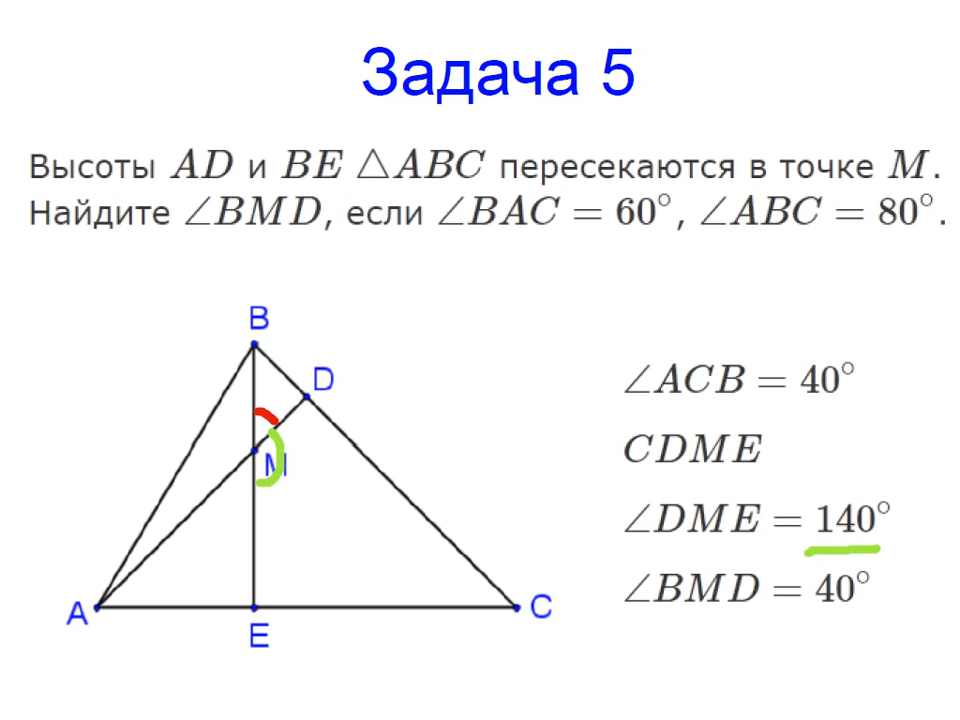 Задача 5
Высоты AD и BE △ABC пересекаются в точке M.
Найдите ∠BMD, если ∠BAC = 60°, ∠ABC = 80°.
B
D
M
A
E
C
∠ACB = 40°
CDME
∠DME = 140°
∠BMD = 40°